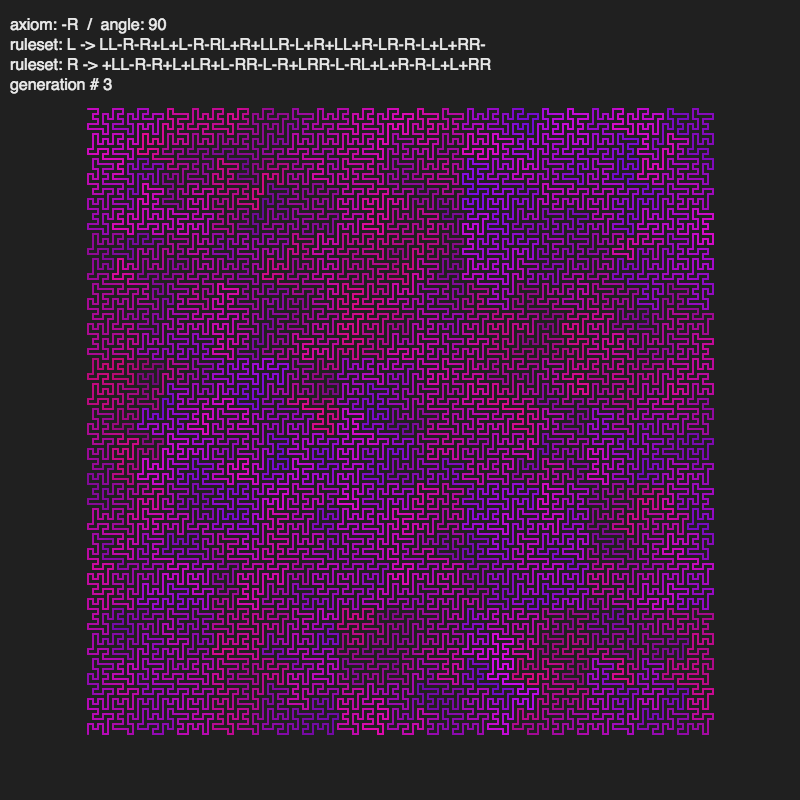 axiom: -R  /  angle: 90
ruleset: L -> LL-R-R+L+L-R-RL+R+LLR-L+R+LL+R-LR-R-L+L+RR-
ruleset: R -> +LL-R-R+L+LR+L-RR-L-R+LRR-L-RL+L+R-R-L+L+RR
generation # 3